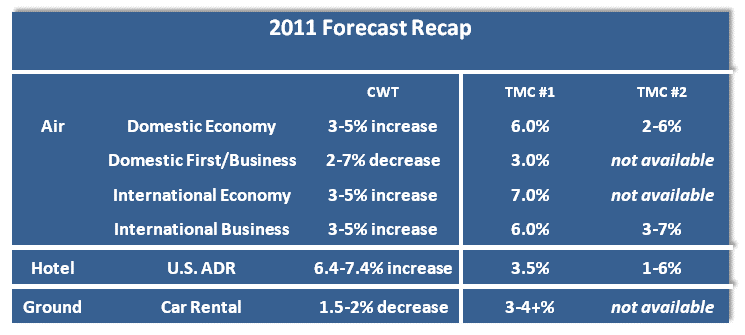 2011 Forecast Recap
CWT TMC #1 TMC #2
Air Domestic Economy 3-5% increase 6.0% 2-6%
Domestic First/Business 2-7% decrease 3.0% not available
International Economy 3-5% increase 7.0% not available
International Business 3-5% increase 6.0% 3-7%
Hotel U.S. ADR 6.4-7.4% increase 3.5% 1-6%
Ground Car Rental 1.5-2% decrease 3-4+% not available